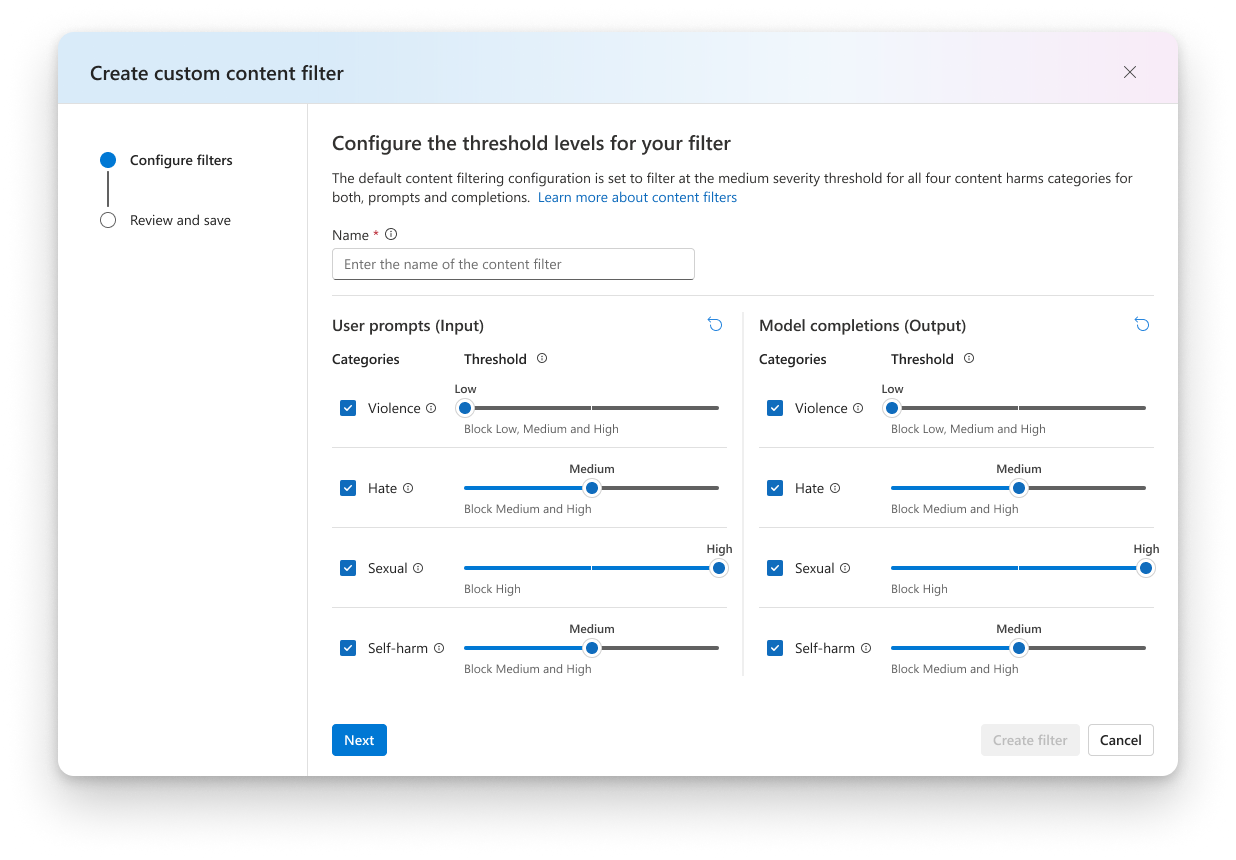 Create custom content filter
Configure filters
Review and save
Configure the threshold levels for your filter
The default content filtering configuration is set to filter at the medium severity threshold for all four content harms categories for
both, prompts and completions. Learn more about content filters
Name *
Enter the name of the content filter
User prompts (Input)
Categories Threshold
Low
Violence
Block Low, Medium and High
Medium
Hate
Block Medium and High
High
Sexual
Block High
Medium
Self-harm
Block Medium and High
Model completions (Output)
Categories Threshold
Low
Violence
Block Low, Medium and High
Medium
Hate
Block Medium and High
High
Sexual
Block High
Medium
Self-harm
Block Medium and High
Next
Create filter
Cancel